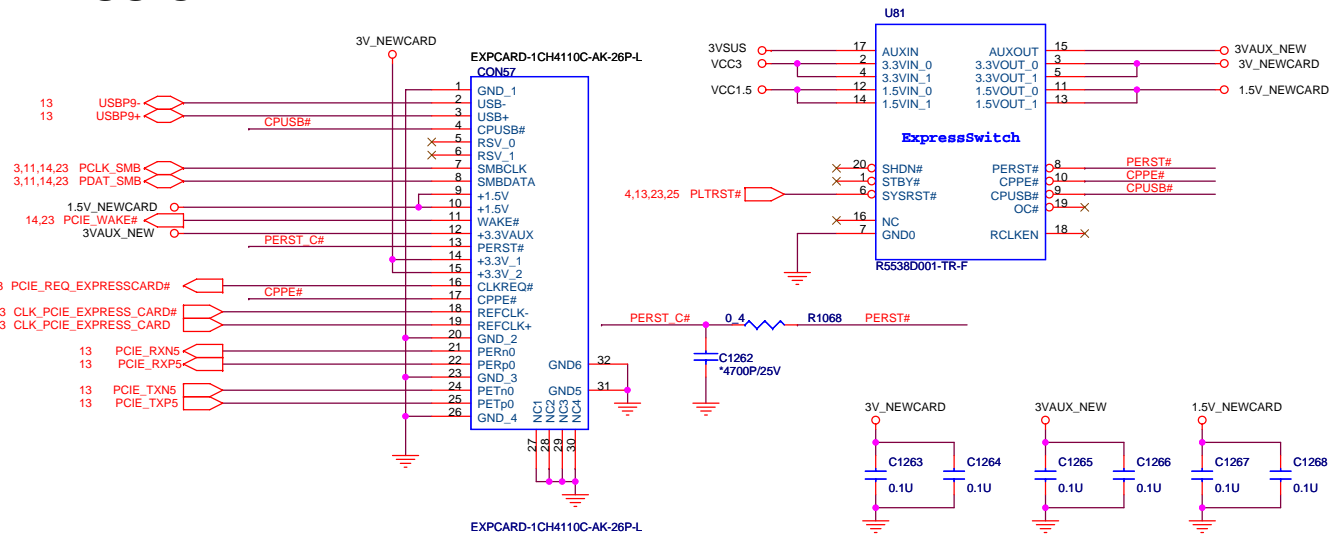 3V_NEWCARD
EXPCARD-1CH4110C-AK-26P-L
CON57
1 GND_1
13 USBP9- 2 USB-
13 USBP9+ 3 USB+
CPUSB# 4 CPUSB#
5 RSV_0
6 RSV_1
3,11,14,23 PCLK_SMB 7 SMBCLK
3,11,14,23 PDAT_SMB 8 SMBDATA
9 +1.5V
1.5V_NEWCARD 10 +1.5V
14,23 PCIE_WAKE# 11 WAKE#
3VAUX_NEW 12 +3.3VAUX
PERST_C# 13 PERST#
14 +3.3V_1
15 +3.3V_2
PCIE_REQ_EXPRESSCARD# 16 CLKREQ#
CPPE# 17 CPPE#
3 CLK_PCIE_EXPRESS_CARD# 18 REFCLK-
3 CLK_PCIE_EXPRESS_CARD 19 REFCLK+
20 GND_2
13 PCIE_RXN5 21 PERn0
13 PCIE_RXP5 22 PERp0
23 GND_3
13 PCIE_TXN5 24 PETn0
13 PCIE_TXP5 25 PETp0
26 GND_4
GND6 32
GND5 31
NC1 NC2 NC3 NC4
27 28 29 30
EXPCARD-1CH4110C-AK-26P-L
U81
3VSUS 17 AUXIN AUXOUT 15 3VAUX_NEW
VCC3 2 3.3VIN_0 3.3VOUT_0 3 3V_NEWCARD
4 3.3VIN_1 3.3VOUT_1 5
VCC1.5 12 1.5VIN_0 1.5VOUT_0 11 1.5V_NEWCARD
14 1.5VIN_1 1.5VOUT_1 13
ExpressSwitch
20 SHDN# PERST# 8 PERST#
1 STBY# CPPE# 10 CPPE#
4,13,23,25 PLTRST# 6 SYSRST# CPUSB# 9 CPUSB#
OC# 19
16 NC
7 GND0 RCLKEN 18
R5538D001-TR-F
PERST_C# 0_4 R1068 PERST#
C1262
*4700P/25V
3V_NEWCARD 3VAUX_NEW 1.5V_NEWCARD
C1263 C1264 C1265 C1266 C1267 C1268
0.1U 0.1U 0.1U 0.1U 0.1U 0.1U